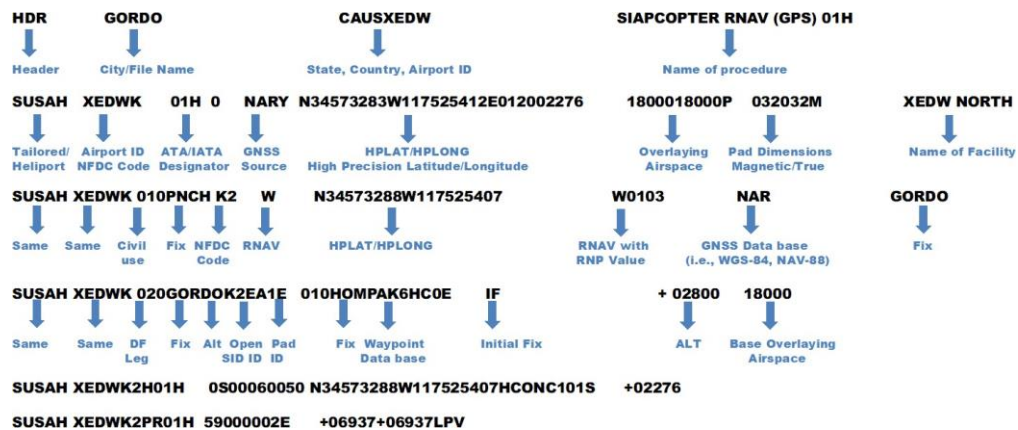 HDR GORDO CAUSXEDW SIAPCOPTER RNAV (GPS) 01H
Header City/File Name State, Country, Airport ID Name of procedure
SUSAH XEDWK 01H 0 NARY N34573283W117525412E012002276 1800018000P 032032M XEDW NORTH
Tailored/ Airport ID ATA/IATA GNSS HPLAT/HPLONG Overlaying Pad Dimensions Name of Facility
Heliport NFDC Code Designator Source High Precision Latitude/Longitude Airspace Magnetic/True
SUSAH XEDWK 010PNCH K2 W N34573288W117525407 W0103 NAR GORDO
Same Same Civil Fix NFDC RNAV HPLAT/HPLONG RNAV with GNSS Data base Fix
use Code RNP Value (i.e., WGS-84, NAV-88)
SUSAH XEDWK 020GORDOK2EA1E 010HOMPAK6HC0E IF + 02800 18000
Same Same DF Fix Alt Open Pad Fix Waypoint Initial Fix ALT Base Overlaying
Leg SID ID ID Data base Airspace
SUSAH XEDWK2H01H 0S00060050 N34573288W117525407HCONC101S +02276
SUSAH XEDWK2PR01H 59000002E +06937+06937LPV